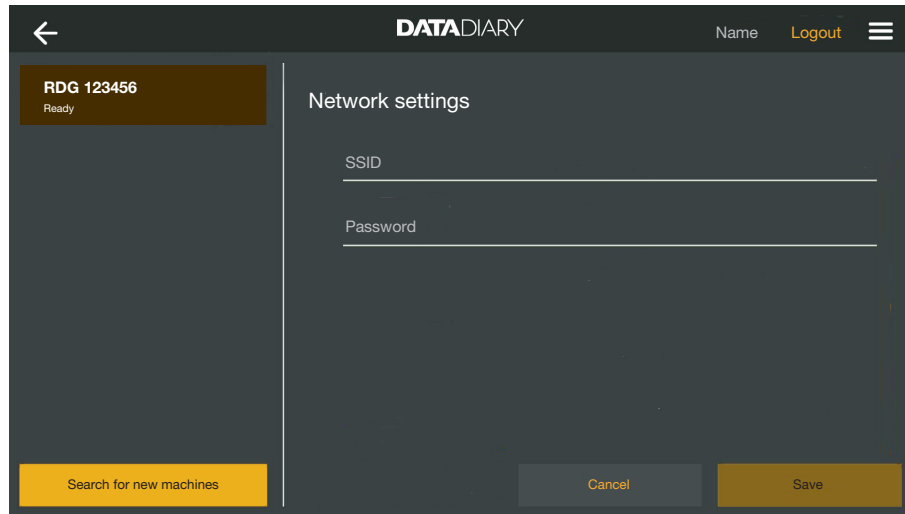 DATADIARY
Name
Logout
RDG 123456
Ready
Network settings
SSID
Password
Search for new machines
Cancel
Save